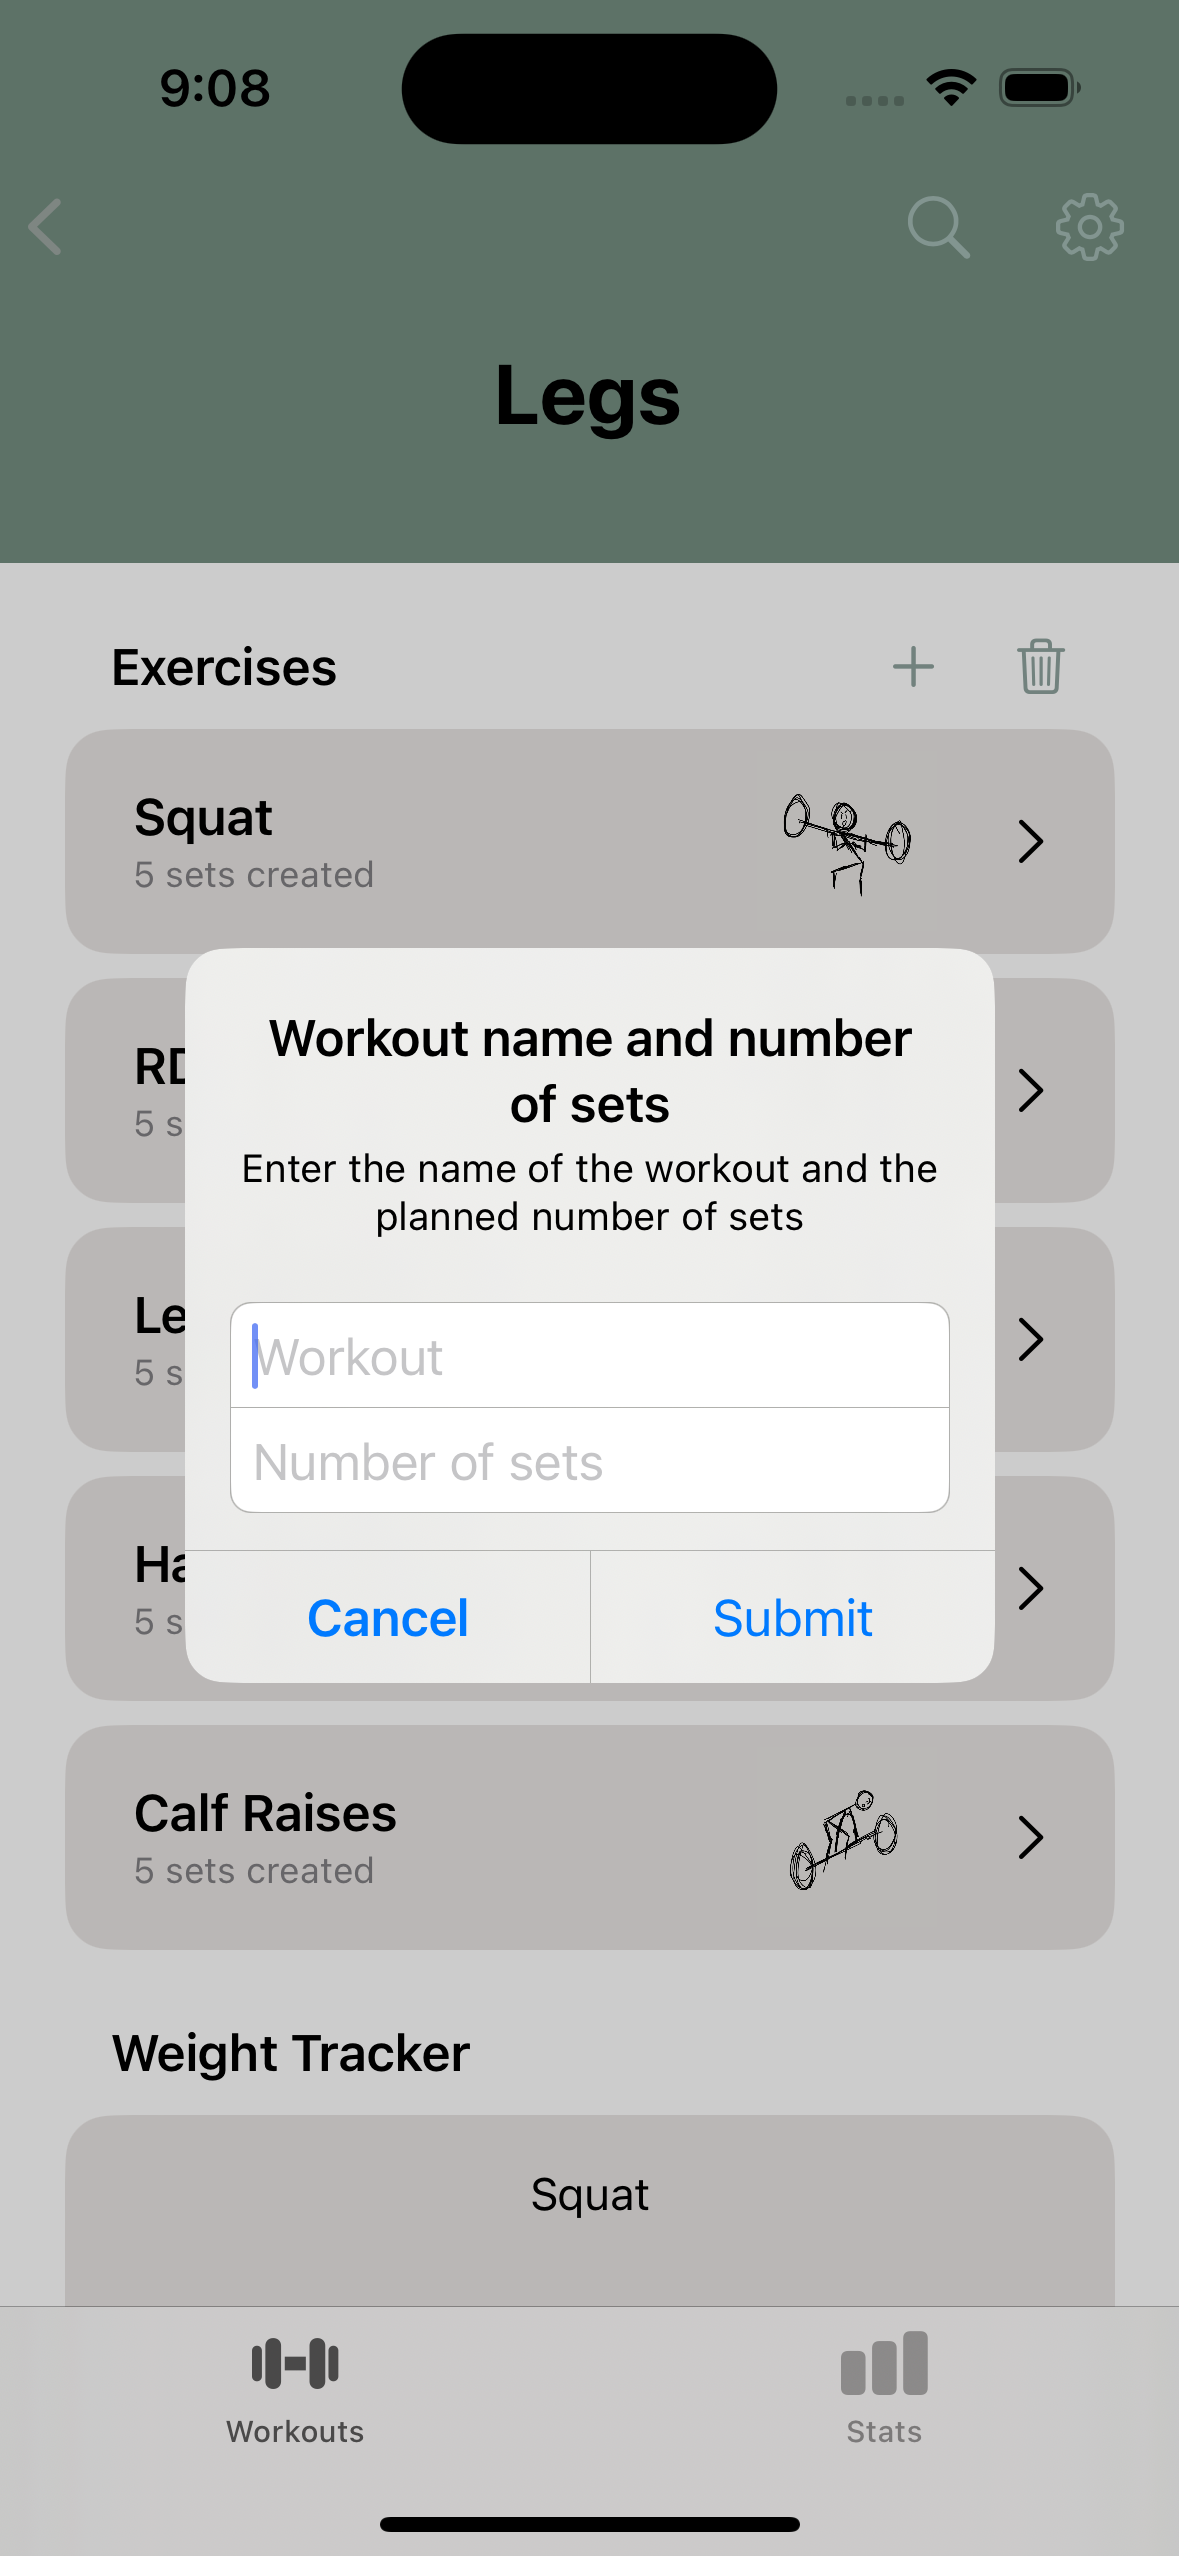 9:08
Legs
Exercises
Squat
5 sets created
RD
5 s
Workout name and number
of sets
Enter the name of the workout and the
planned number of sets
Le
5 s
Workout
Number of sets
Ha
5 s
Cancel
Submit
Calf Raises
5 sets created
Weight Tracker
Squat
Workouts
Stats